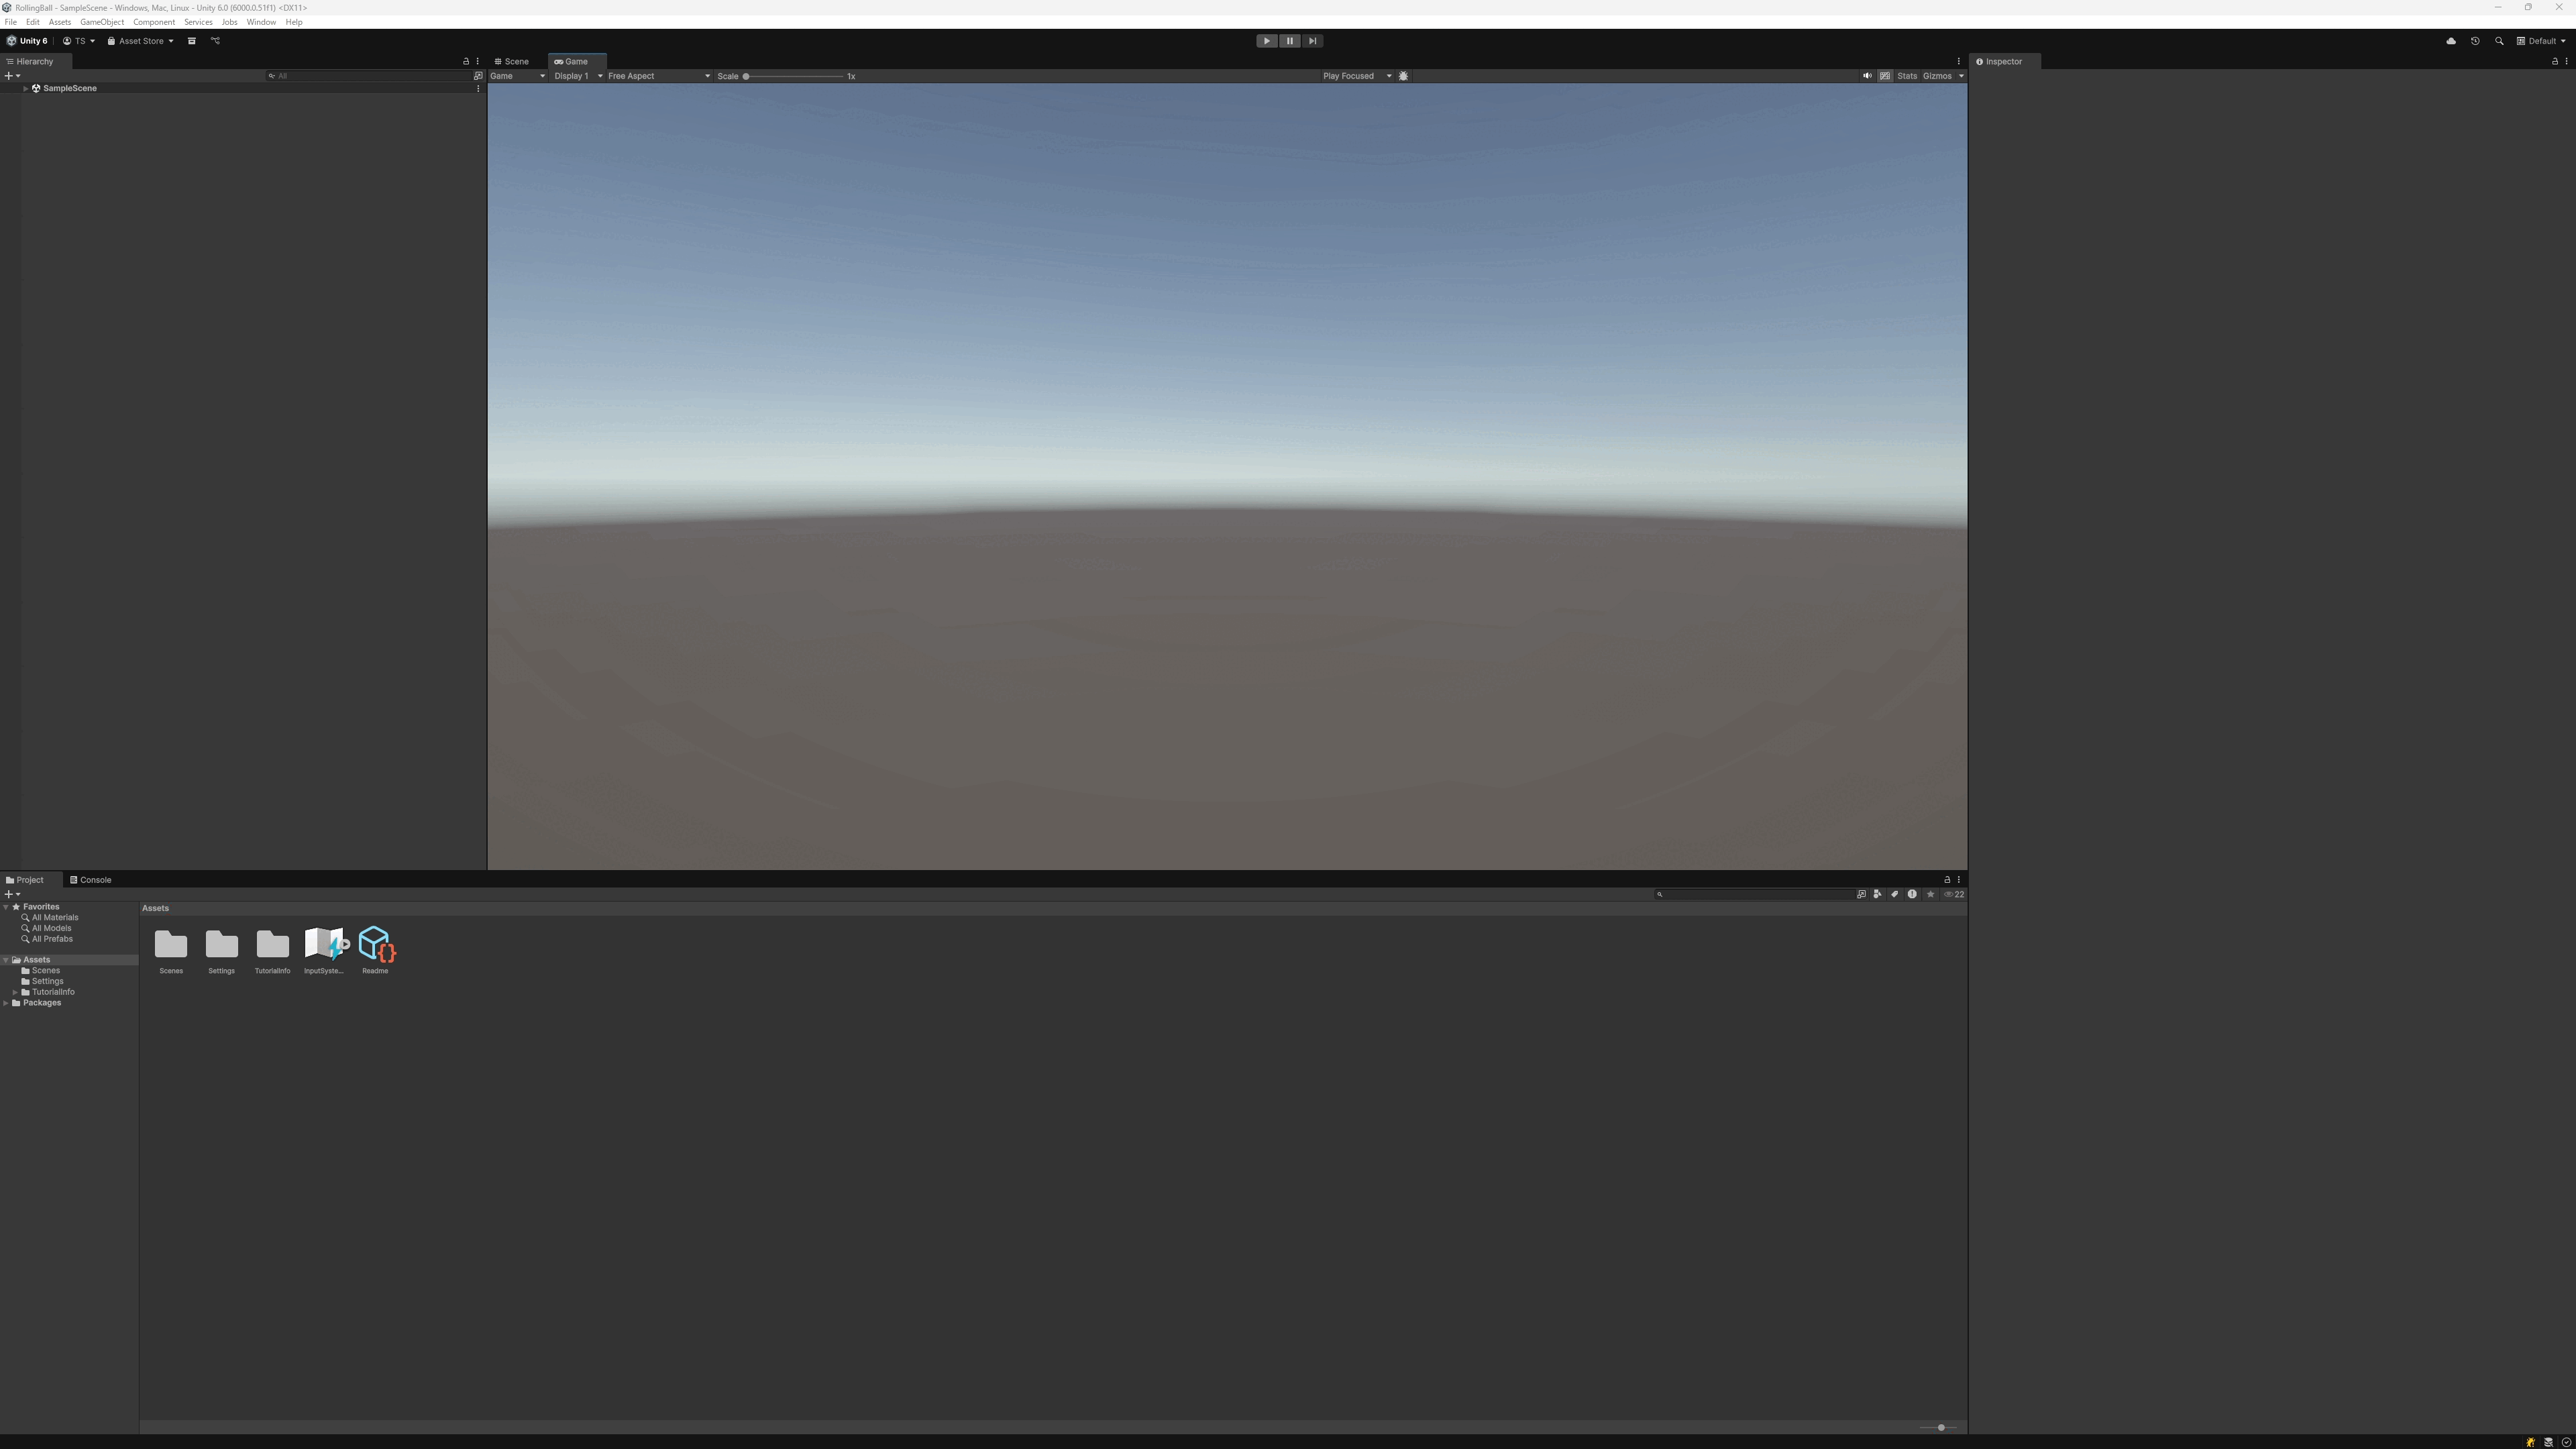 RollingBall - SampleScene - Windows, Mac, Linux - Unity 6.0 (6000.0.51f1) <DX11>
File Edit Assets GameObject Component Services Jobs Window Help
Unity 6 TS Asset Store Default
Hierarchy Scene Game Inspector
All Game Display 1 Free Aspect Scale 1x Play Focused Stats Gizmos
SampleScene
Project Console
22
Favorites Assets
All Materials
All Models
All Prefabs
Assets
Scenes
Settings
TutorialInfo
Packages
Scenes Settings TutorialInfo InputSyste... Readme